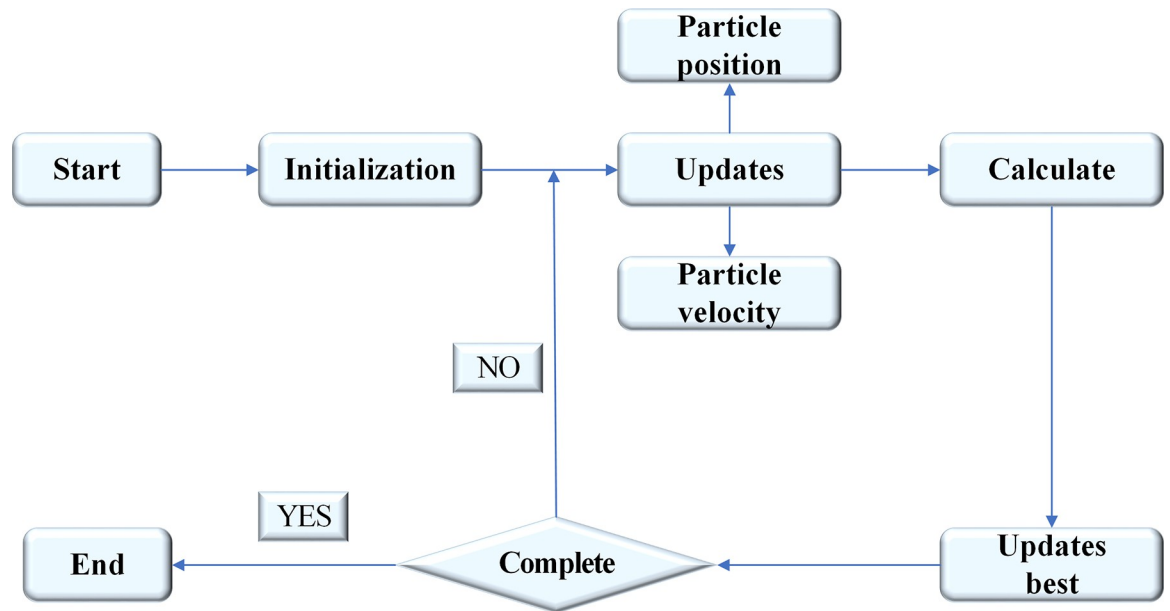 Particle
position
Start
Initialization
Updates
Calculate
Particle
velocity
NO
YES
End
Complete
Updates
best